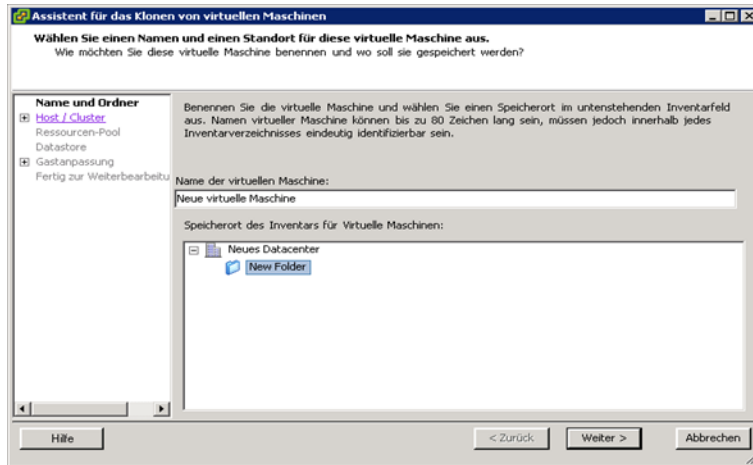 Assistent für das Klonen von virtuellen Maschinen
Wählen Sie einen Namen und einen Standort für diese virtuelle Maschine aus.
Wie möchten Sie diese virtuelle Maschine benennen und wo soll sie gespeichert werden?
Name und Ordner
Host / Cluster
Ressourcen-Pool
Datastore
Gastanpassung
Fertig zur Weiterbearbeitu
Benennen Sie die virtuelle Maschine und wählen Sie einen Speicherort im untenstehenden Inventarfeld
aus. Namen virtueller Maschine können bis zu 80 Zeichen lang sein, müssen jedoch innerhalb jedes
Inventarverzeichnisses eindeutig identifizierbar sein.
Name der virtuellen Maschine:
Neue virtuelle Maschine
Speicherort des Inventars für Virtuelle Maschinen:
Neues Datacenter
New Folder
Hilfe
< Zurück
Weiter >
Abbrechen